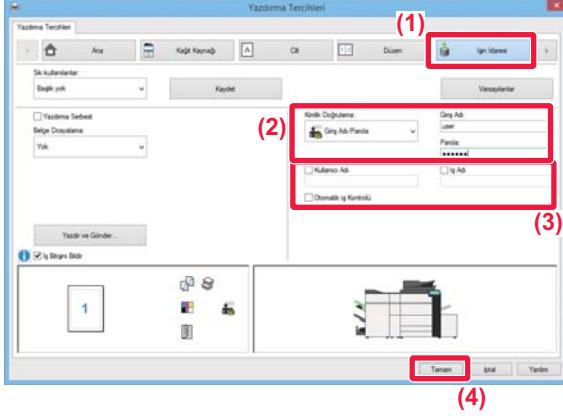 Yazdırma Tercihleri
(1)
Yazdırma Tercihleri
Ana
Kağıt Kaynağı
Cilt
Düzen
İşin İdaresi
Sık kullanılanlar:
Başlık yok
Kaydet
Varsayılanlar
Yazdırma Serbest
Belge Dosyalama:
Yok
(2)
Kimlik Doğrulama:
Giriş Adı/Parola
Giriş Adı:
user
Parola:
••••••
Kullanıcı Adı
İş Adı
Otomatik iş Kontrolü
(3)
Yazdır ve Gönder...
İş Bitişini Bildir
1
Tamam
İptal
Yardım
(4)